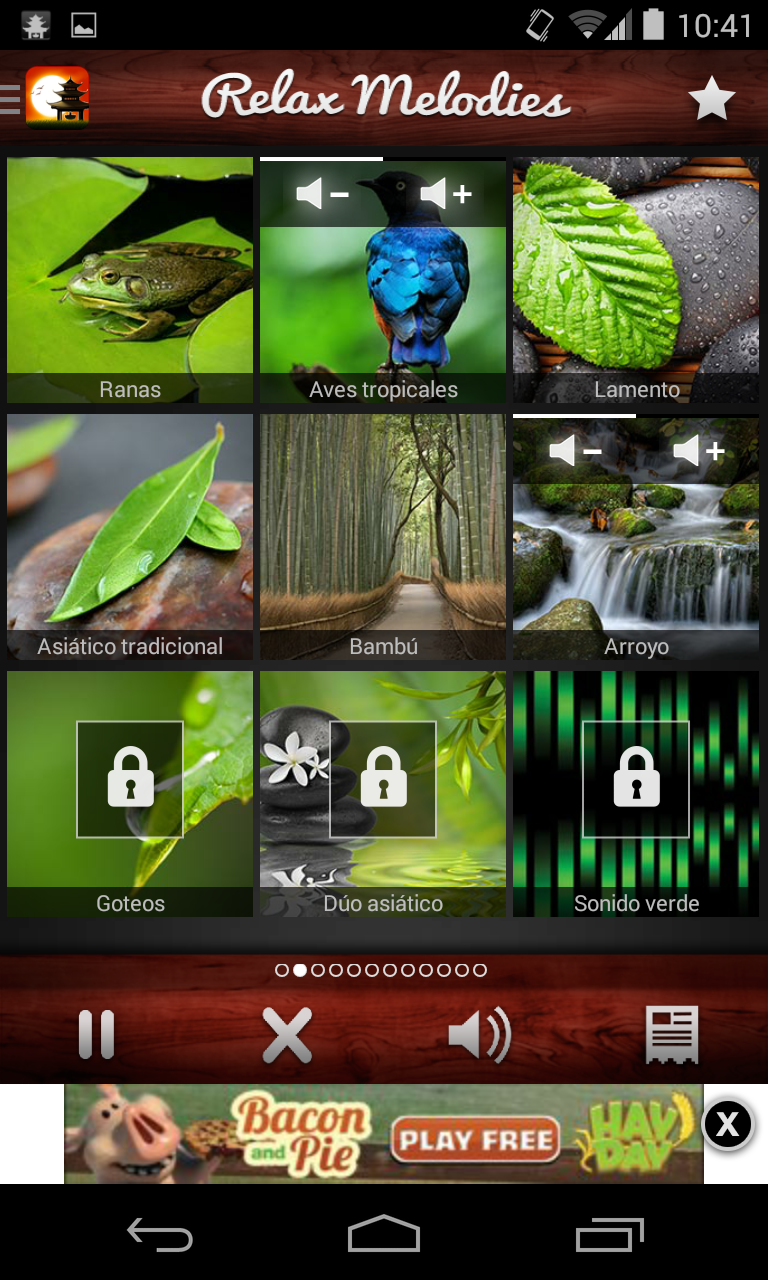 10:41
Relax Melodies
Ranas
Aves tropicales
Lamento
Asiático tradicional
Bambú
Arroyo
Goteos
Dúo asiático
Sonido verde
Bacon
and Pie
PLAY FREE
HAY
DAY
X